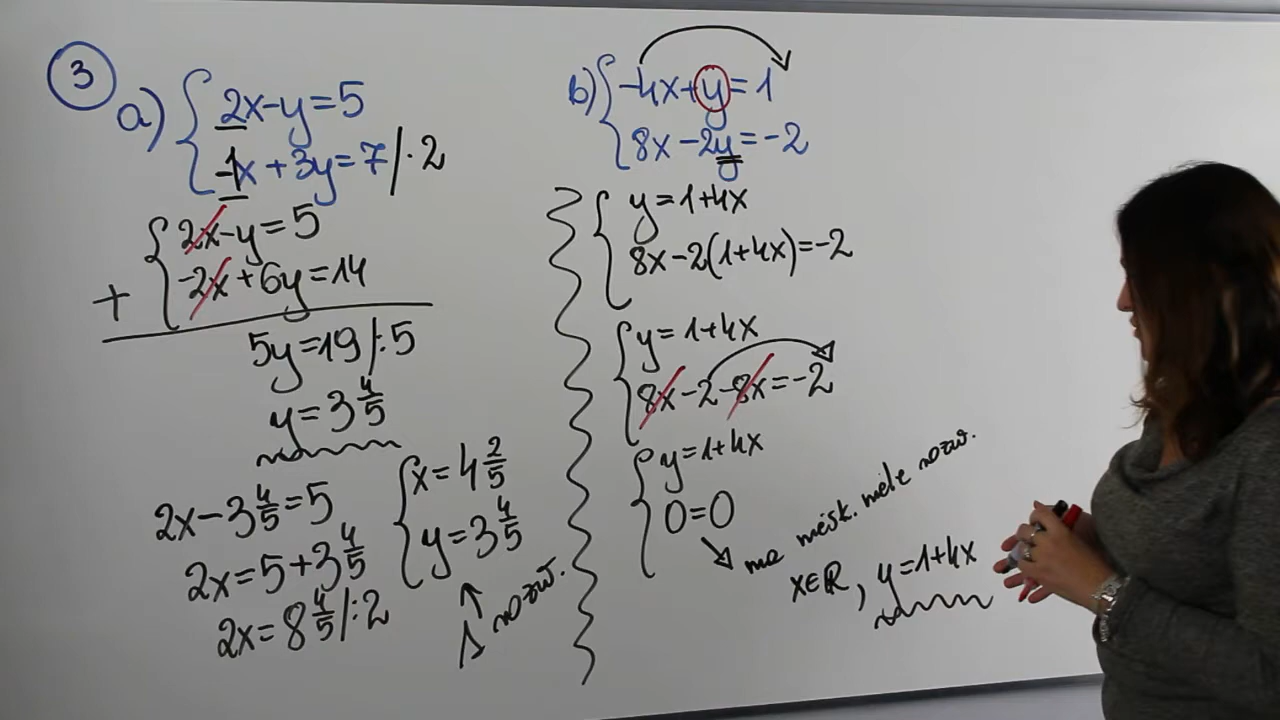 3
a) { 2x-y=5
-1x+3y=7 /·2
{ 2x-y=5
+ -2x+6y=14
5y=19 /:5
y=3 4/5
2x-3 4/5=5
2x=5+3 4/5
2x=8 4/5 /:2
{ x=4 2/5
y=3 4/5
↑
1 rozw.
b) { -4x+y=1
8x-2y=-2
{ y=1+4x
8x-2(1+4x)=-2
{ y=1+4x
8x-2-8x=-2
{ y=1+4x
0=0
ma niesk. wiele rozw.
x∈R, y=1+4x